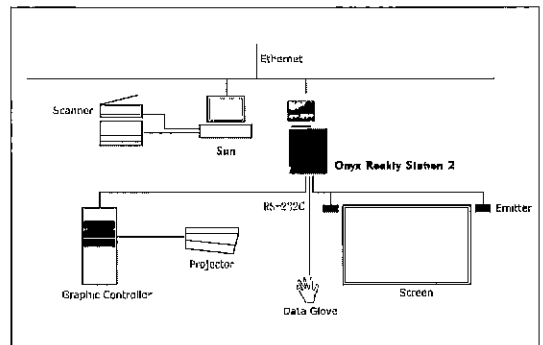 Ethernet
Scanner
Sun
Onyx Reality Station 2
RS-232C
Emitter
Projector
Graphic Controller
Data Glove
Screen